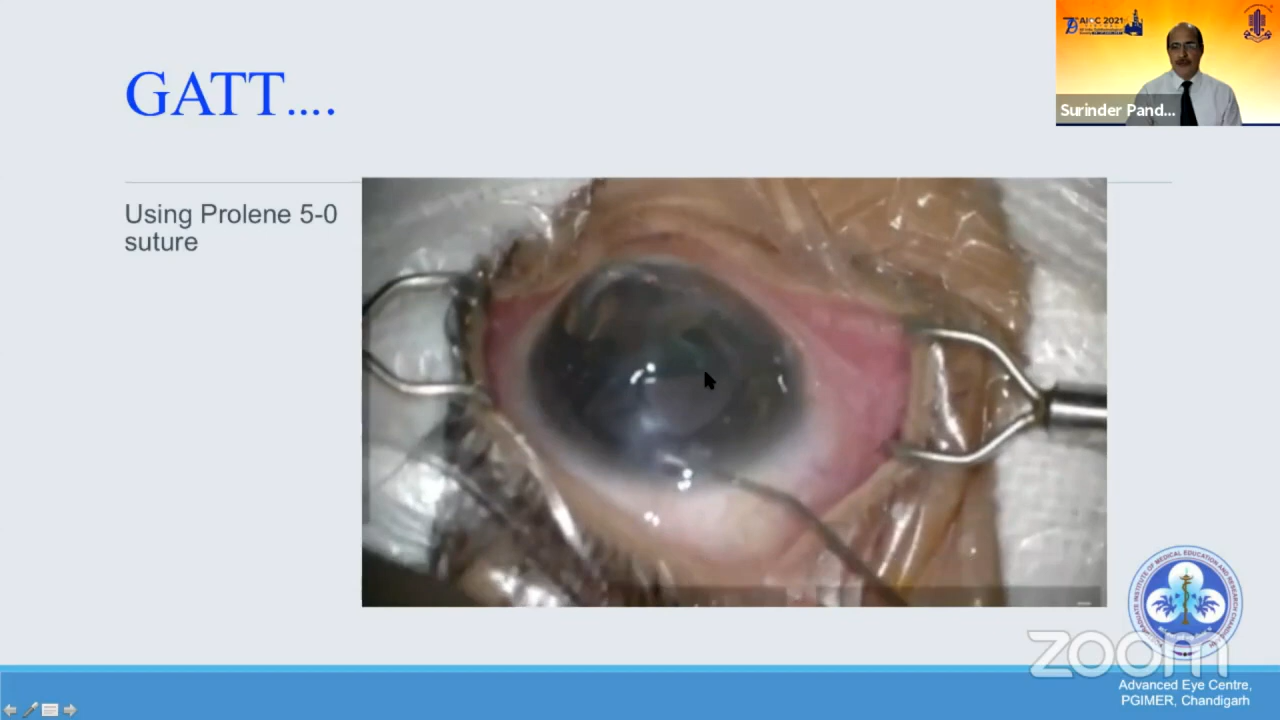 GATT....
AIOC 2021
Surinder Pand...
Using Prolene 5-0
suture
zoom
Advanced Eye Centre,
PGIMER, Chandigarh